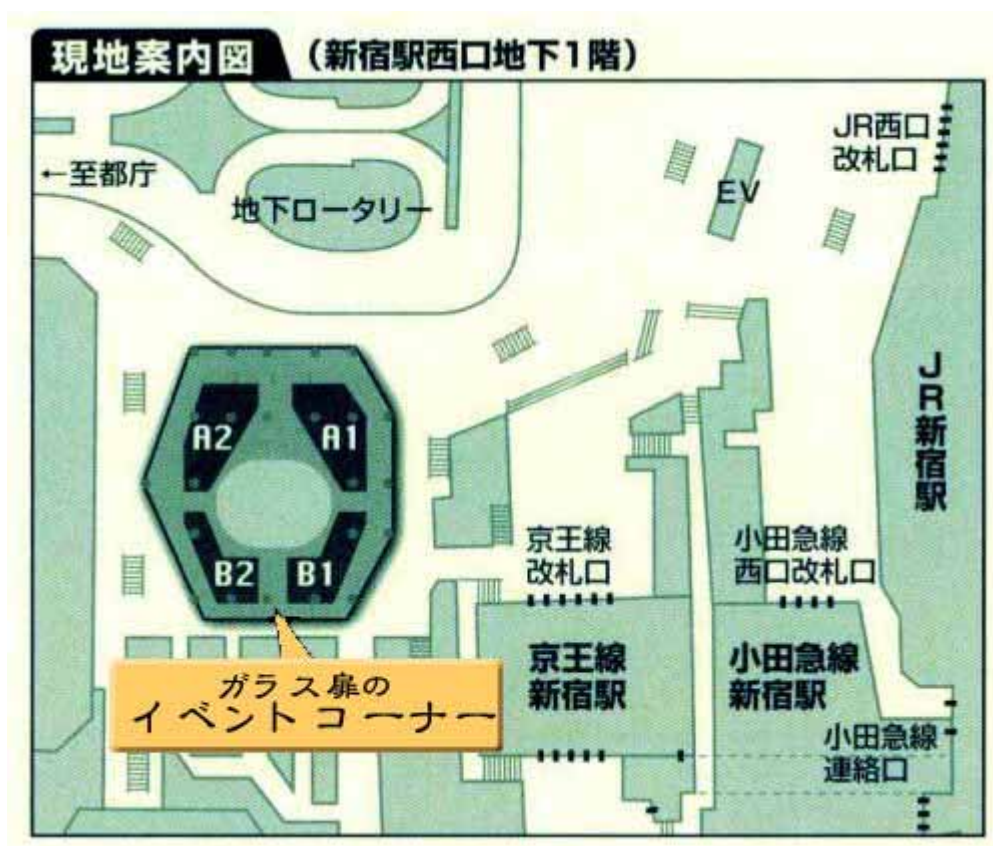 現地案内図 （新宿駅西口地下1階）
JR西口
改札口
←至都庁
EV
地下ロータリー
JR新宿駅
A2 A1
B2 B1
京王線
改札口
小田急線
西口改札口
京王線
新宿駅
小田急線
新宿駅
ガラス扉の
イベントコーナー
小田急線
連絡口